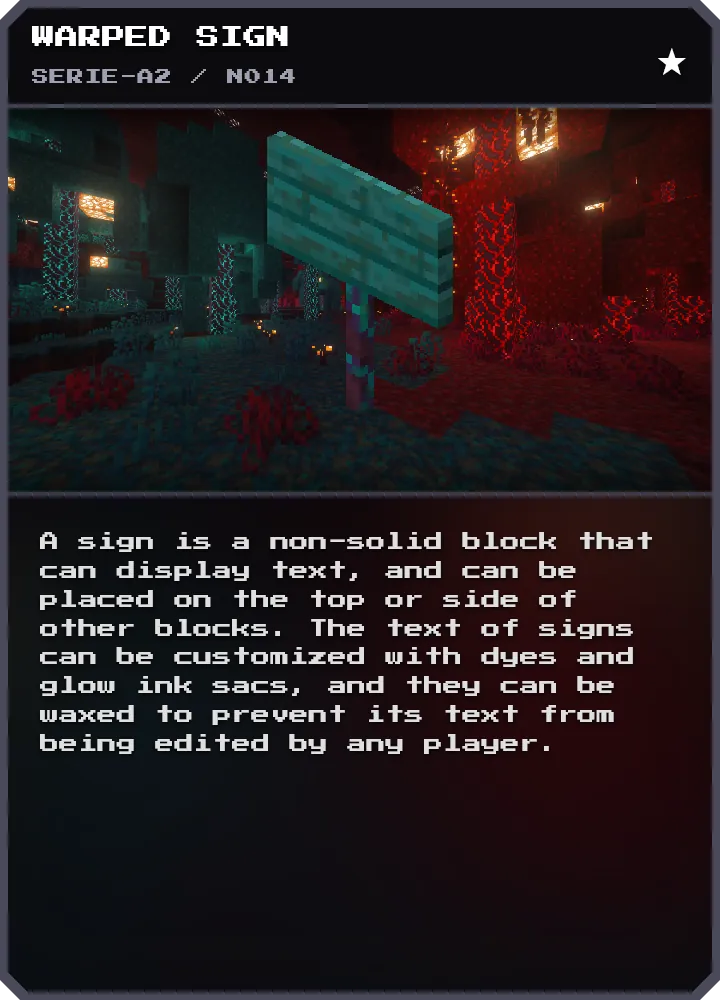 WARPED SIGN
SERIE-A2 / NO14
A sign is a non-solid block that
can display text, and can be
placed on the top or side of
other blocks. The text of signs
can be customized with dyes and
glow ink sacs, and they can be
waxed to prevent its text from
being edited by any player.